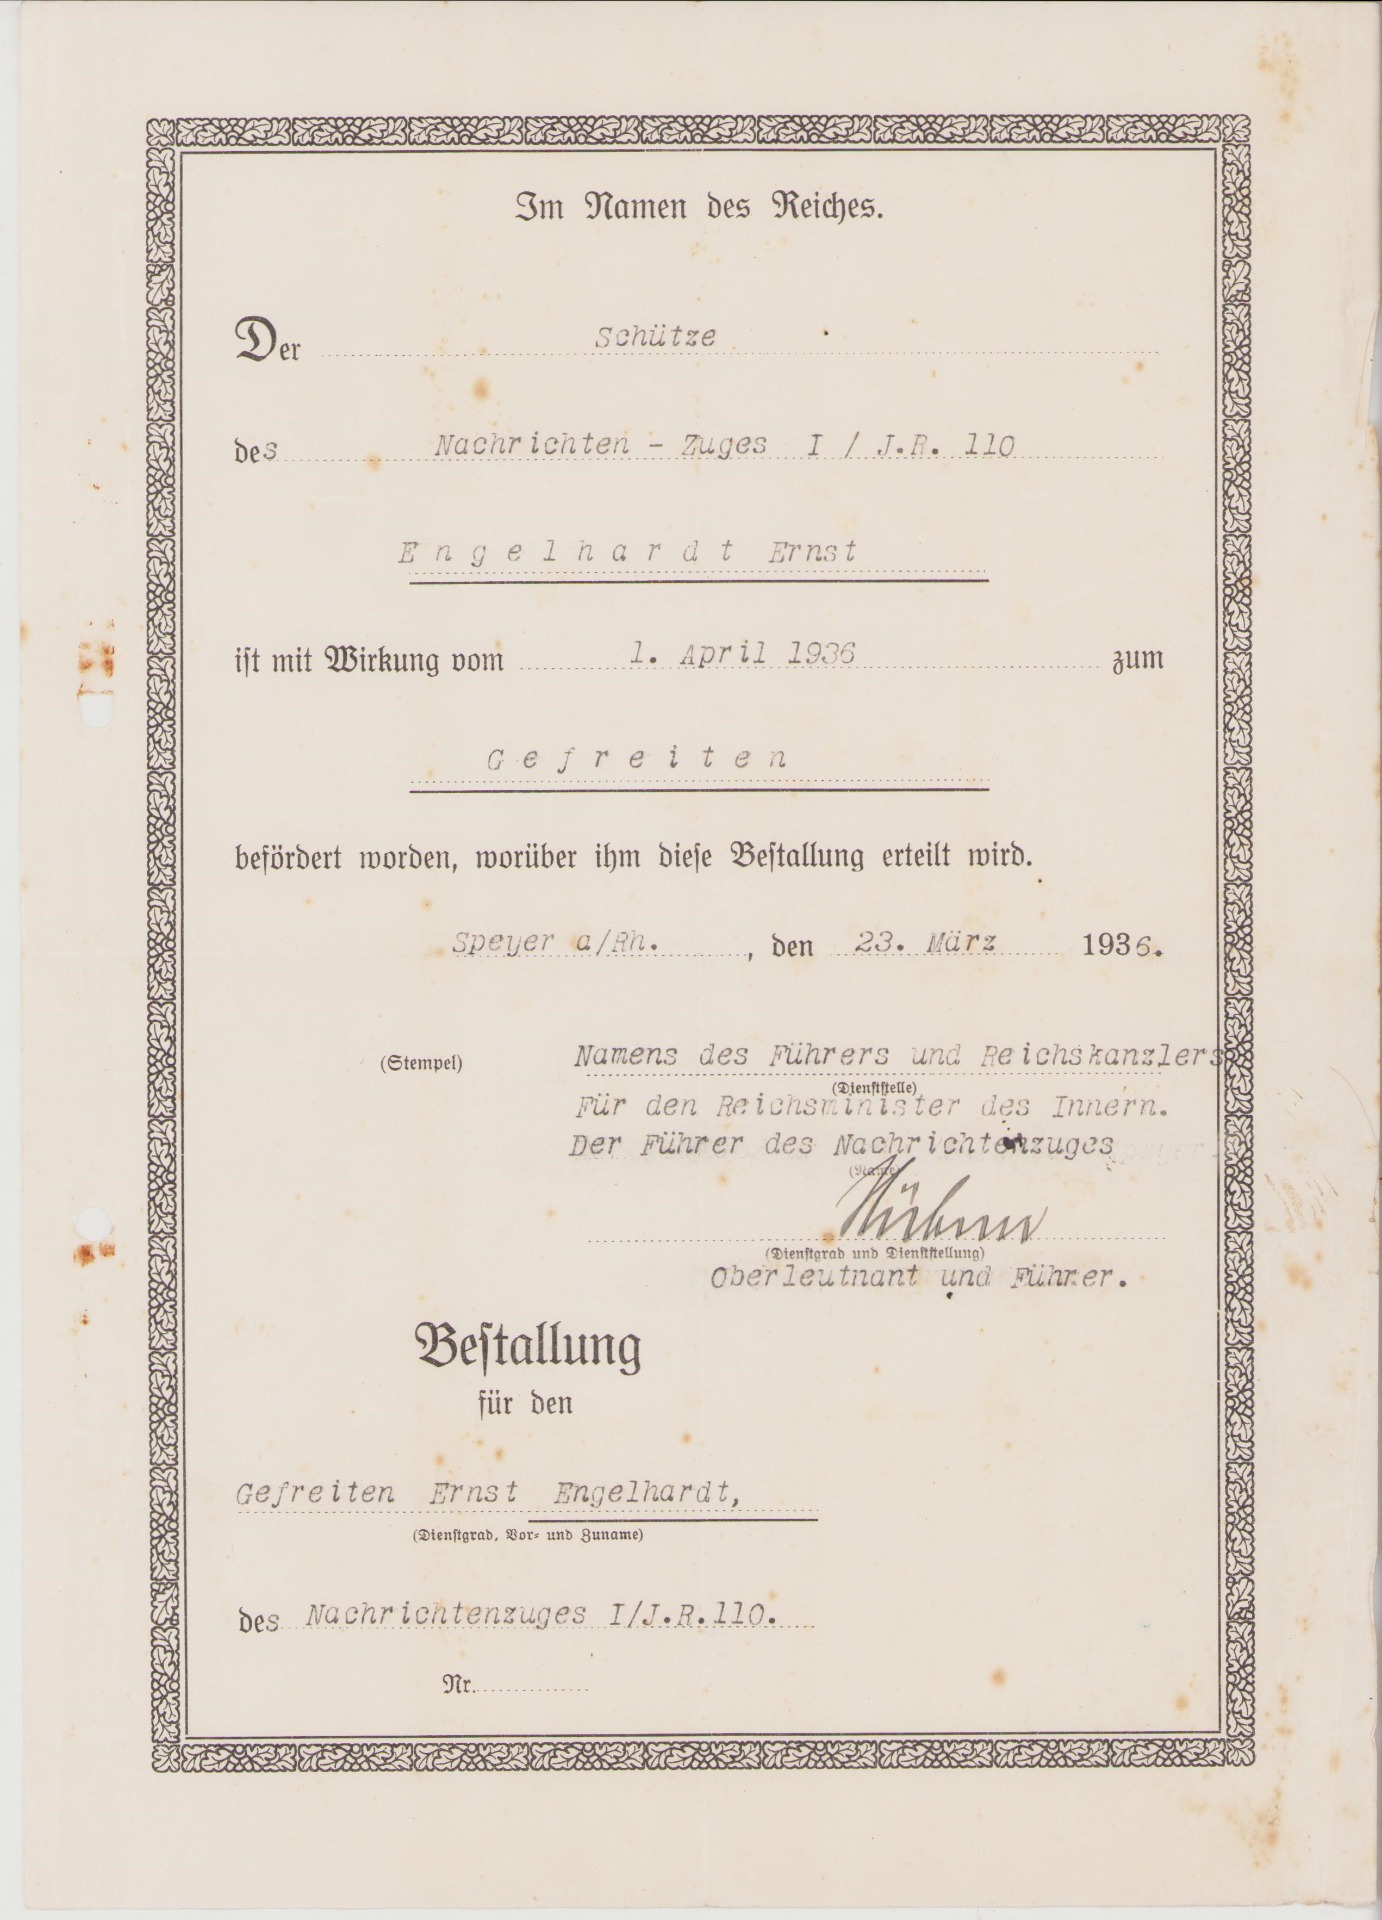 Im Namen des Reiches.
Der Schütze
des Nachrichten - Zuges I / J.R. 110
Engelhardt Ernst
ist mit Wirkung vom 1. April 1936 zum
Gefreiten
befördert worden, worüber ihm diese Bestallung erteilt wird.
Speyer a/Rh. , den 23. März 1936.
(Stempel) Namens des Führers und Reichskanzlers
(Dienststelle)
Für den Reichsminister des Innern.
Der Führer des Nachrichtenzuges
(Name)
(Dienstgrad und Dienststellung)
Oberleutnant und Führer.
Bestallung
für den
Gefreiten Ernst Engelhardt,
(Dienstgrad, Vor- und Zuname)
des Nachrichtenzuges I/J.R.110.
Nr.